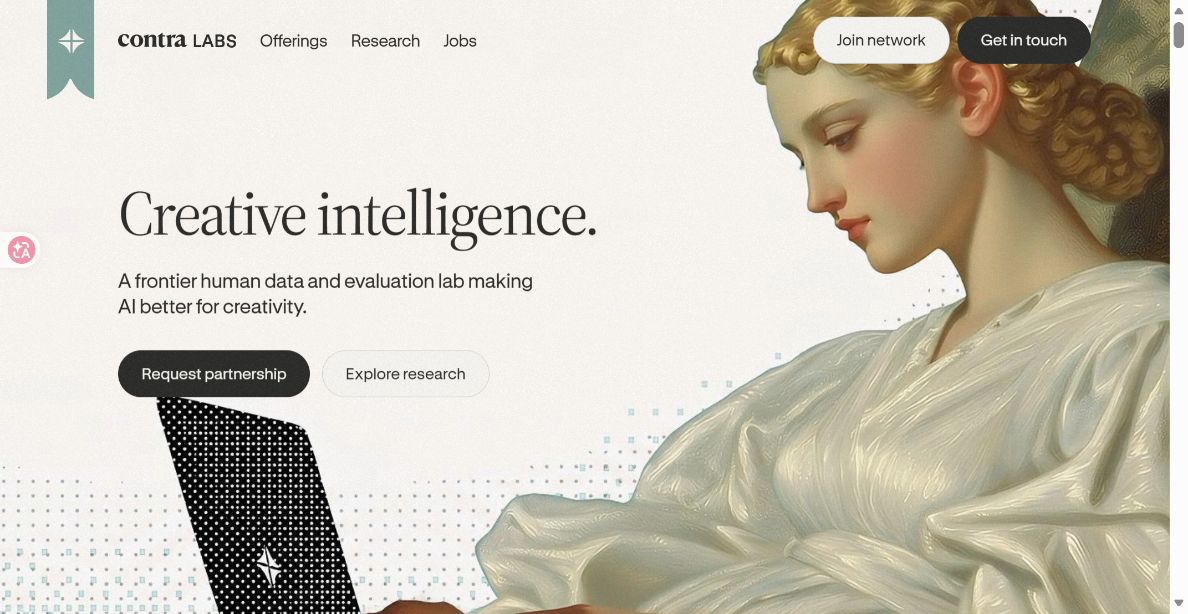 contra LABS
Offerings
Research
Jobs
Join network
Get in touch
Creative intelligence.
A frontier human data and evaluation lab making
AI better for creativity.
Request partnership
Explore research
A